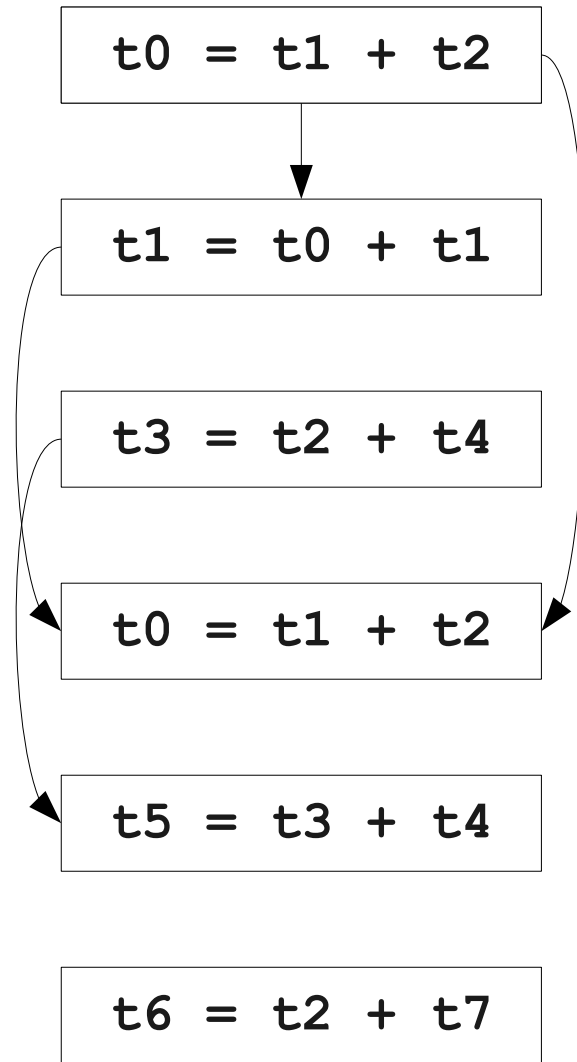 t0 = t1 + t2
t1 = t0 + t1
t3 = t2 + t4
t0 = t1 + t2
t5 = t3 + t4
t6 = t2 + t7